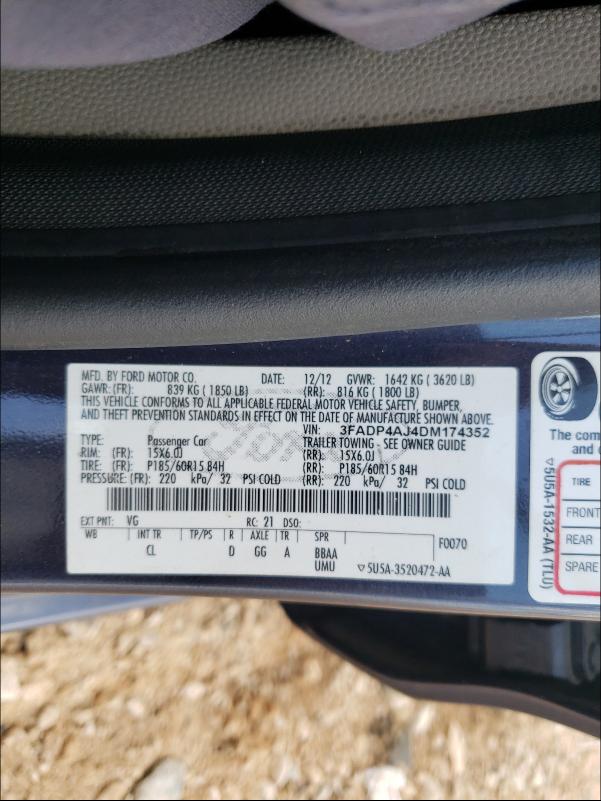 MFD. BY FORD MOTOR CO. DATE: 12/12 GVWR: 1642 KG ( 3620 LB)
GAWR: (FR): 839 KG ( 1850 LB) (RR): 816 KG ( 1800 LB)
THIS VEHICLE CONFORMS TO ALL APPLICABLE FEDERAL MOTOR VEHICLE SAFETY, BUMPER,
AND THEFT PREVENTION STANDARDS IN EFFECT ON THE DATE OF MANUFACTURE SHOWN ABOVE.
VIN: 3FADP4AJ4DM174352
TYPE: Passenger Car TRAILER TOWING - SEE OWNER GUIDE
RIM: (FR): 15X6.0J (RR): 15X6.0J
TIRE: (FR): P185/60R15 84H (RR): P185/60R15 84H
PRESSURE: (FR): 220 kPa/ 32 PSI COLD (RR): 220 kPa/ 32 PSI COLD
EXT PNT: VG RC: 21 DSO: F0070
WB INT TR TP/PS R AXLE TR SPR
CL D GG A BBAA
UMU ▽5U5A-3520472-AA
The com
TIRE
FRONT
REAR
SPARE
▽5U5A-1532-AA (TLU)